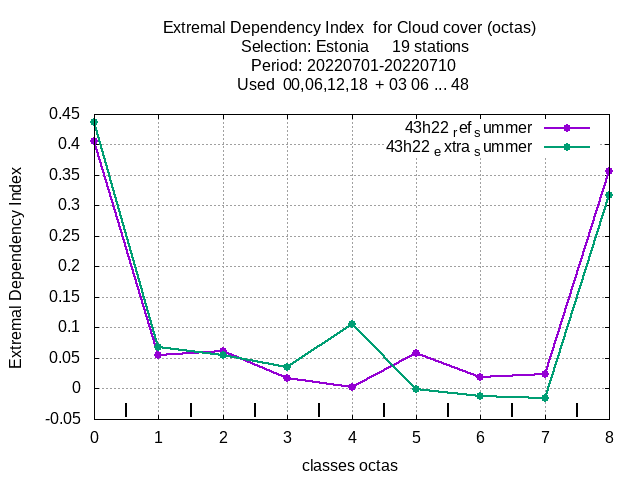 Extremal Dependency Index for Cloud cover (octas)
Selection: Estonia 19 stations
Period: 20220701-20220710
Used 00,06,12,18 + 03 06 ... 48
43h22 ref summer
43h22 extra summer
Extremal Dependency Index
0.45
0.4
0.35
0.3
0.25
0.2
0.15
0.1
0.05
0
-0.05
0 1 2 3 4 5 6 7 8
classes octas